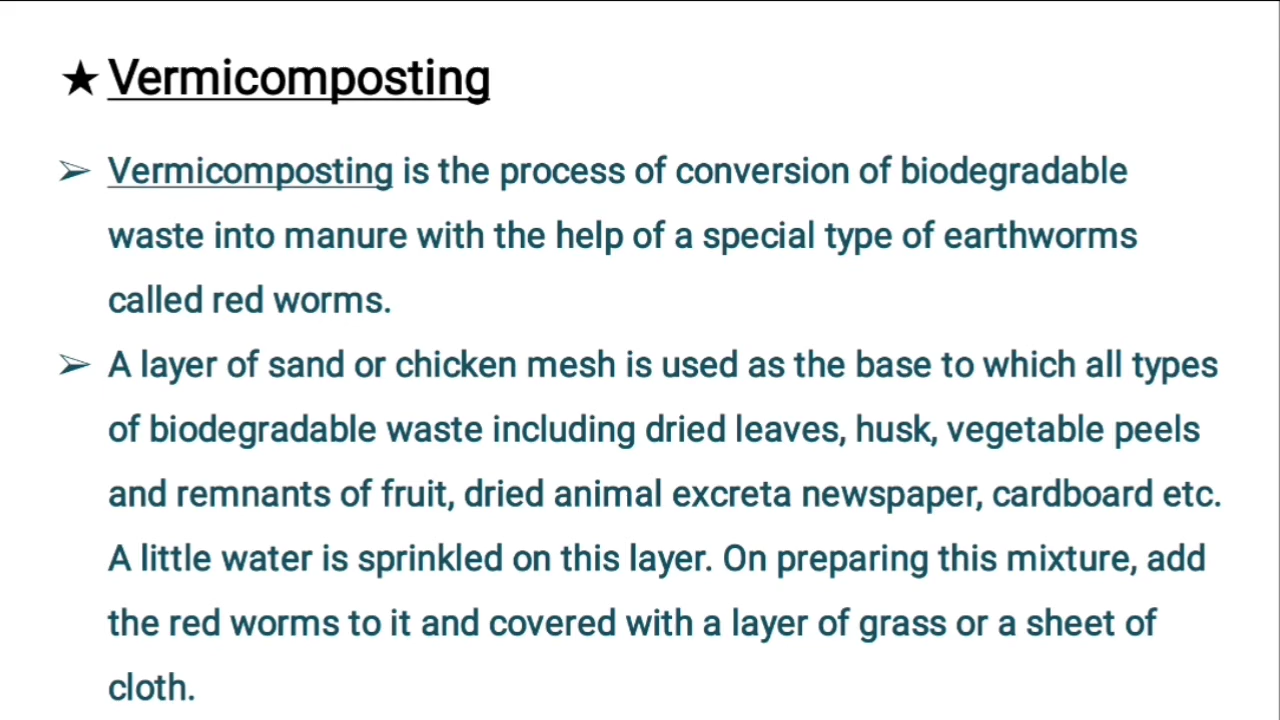 ★ Vermicomposting
➢ Vermicomposting is the process of conversion of biodegradable
waste into manure with the help of a special type of earthworms
called red worms.
➢ A layer of sand or chicken mesh is used as the base to which all types
of biodegradable waste including dried leaves, husk, vegetable peels
and remnants of fruit, dried animal excreta newspaper, cardboard etc.
A little water is sprinkled on this layer. On preparing this mixture, add
the red worms to it and covered with a layer of grass or a sheet of
cloth.